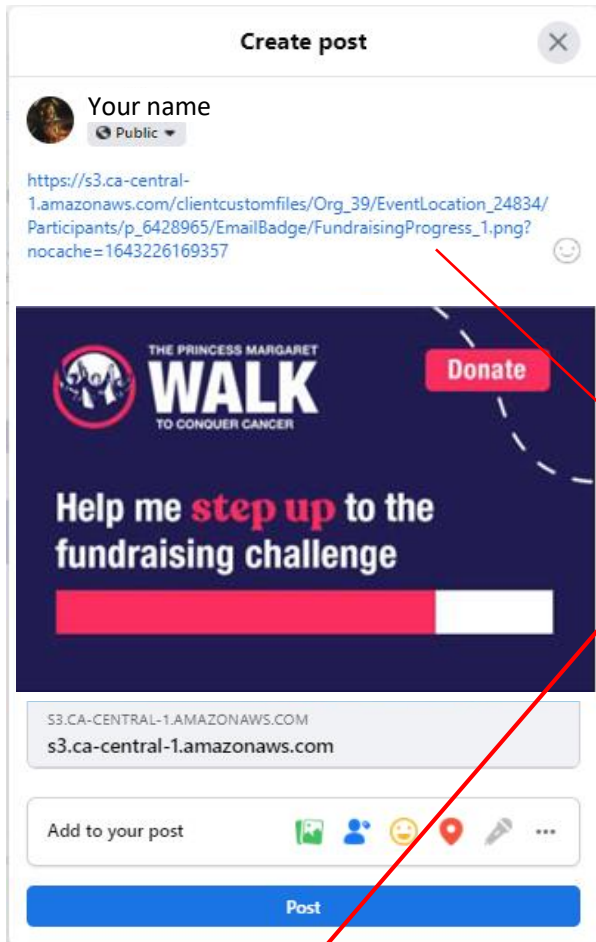 Create post
Your name
Public
https://s3.ca-central-
1.amazonaws.com/clientcustomfiles/Org_39/EventLocation_24834/
Participants/p_6428965/EmailBadge/FundraisingProgress_1.png?
nocache=1643226169357
THE PRINCESS MARGARET
WALK
TO CONQUER CANCER
Donate
Help me step up to the
fundraising challenge
S3.CA-CENTRAL-1.AMAZONAWS.COM
s3.ca-central-1.amazonaws.com
Add to your post
Post